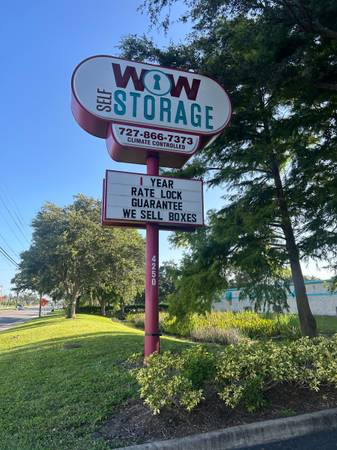 WOW
SELF
STORAGE
727-866-7373
CLIMATE CONTROLLED
1 YEAR
RATE LOCK
GUARANTEE
WE SELL BOXES
4250